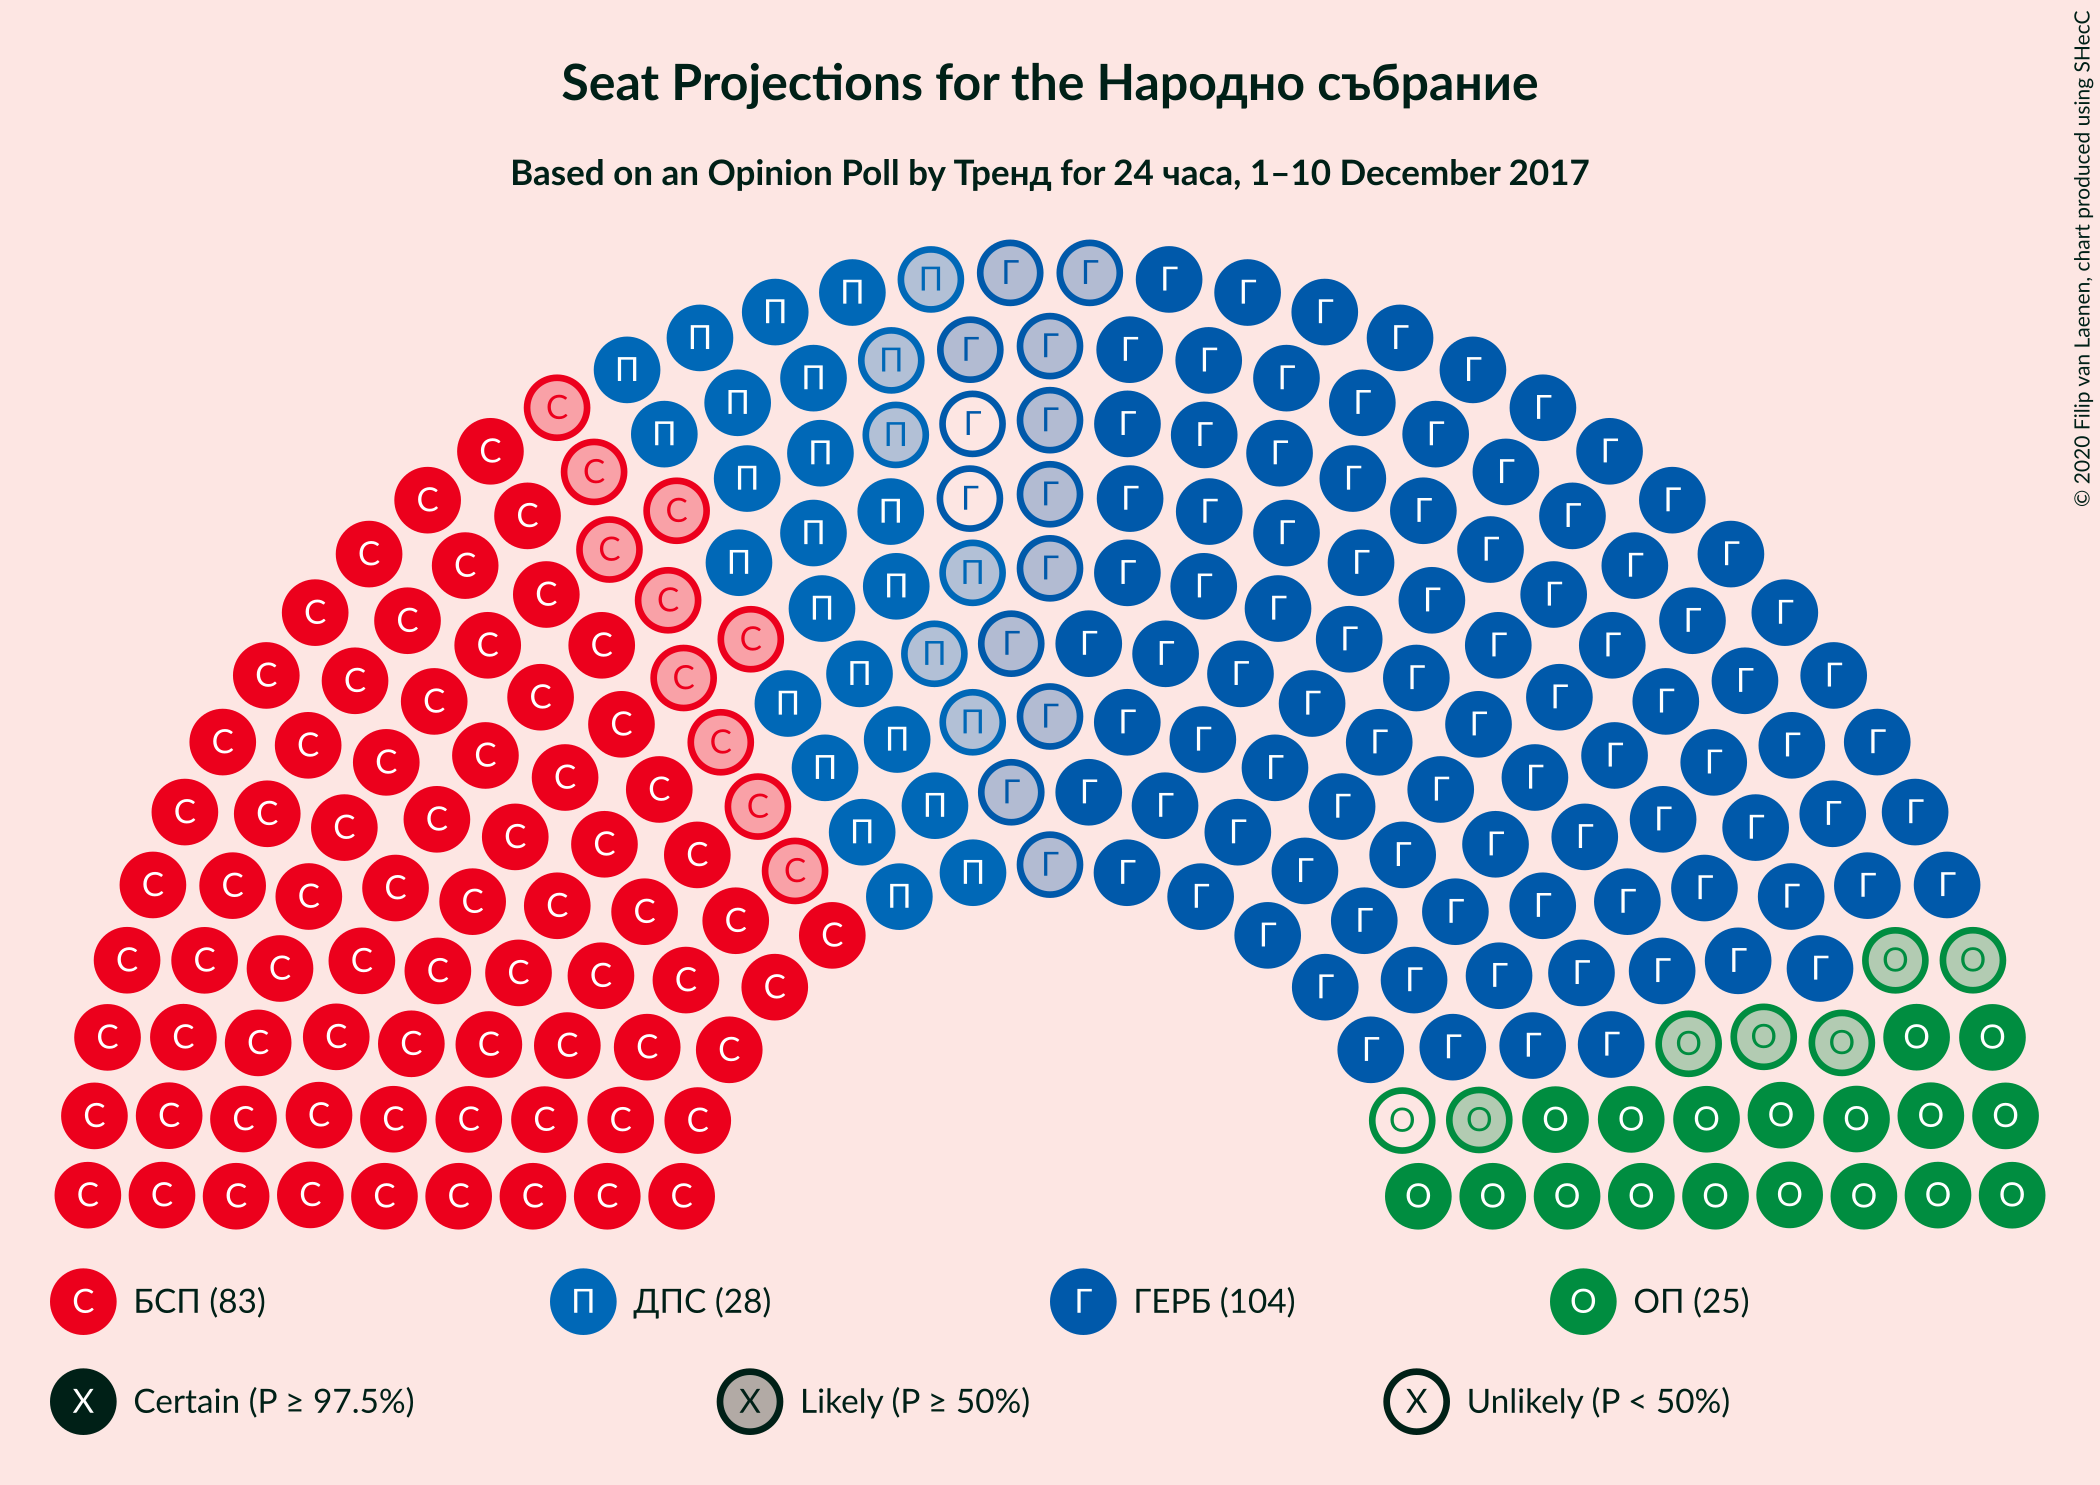 Seat Projections for the Народно събрание
Based on an Opinion Poll by Тренд for 24 часа, 1–10 December 2017
© 2020 Filip van Laenen, chart produced using SHecC
С БСП (83)
П ДПС (28)
Г ГЕРБ (104)
О ОП (25)
X Certain (P ≥ 97.5%)
X Likely (P ≥ 50%)
X Unlikely (P < 50%)